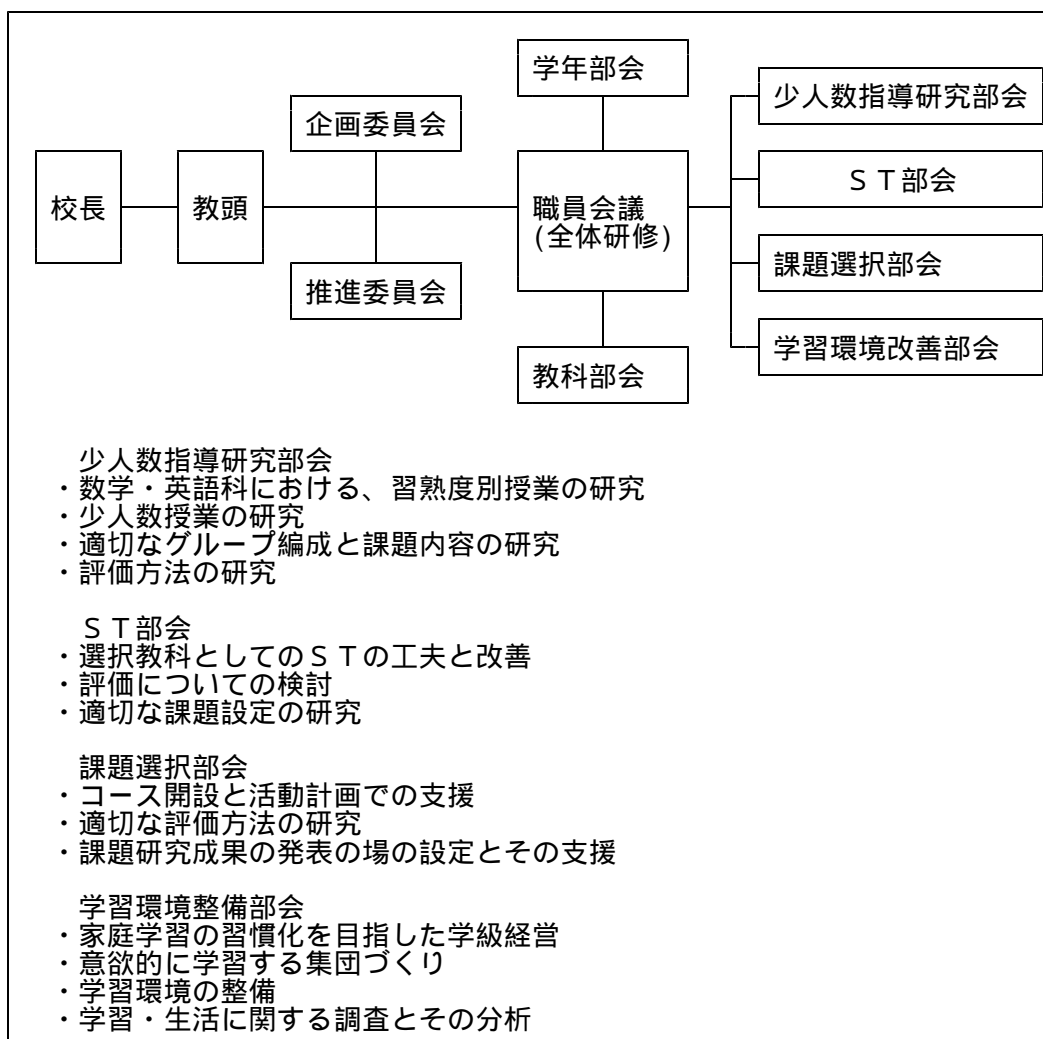 学年部会
少人数指導研究部会
企画委員会
ＳＴ部会
校長
教頭
職員会議
(全体研修)
課題選択部会
推進委員会
学習環境改善部会
教科部会
少人数指導研究部会
・数学・英語科における、習熟度別授業の研究
・少人数授業の研究
・適切なグループ編成と課題内容の研究
・評価方法の研究
ＳＴ部会
・選択教科としてのＳＴの工夫と改善
・評価についての検討
・適切な課題設定の研究
課題選択部会
・コース開設と活動計画での支援
・適切な評価方法の研究
・課題研究成果の発表の場の設定とその支援
学習環境整備部会
・家庭学習の習慣化を目指した学級経営
・意欲的に学習する集団づくり
・学習環境の整備
・学習・生活に関する調査とその分析